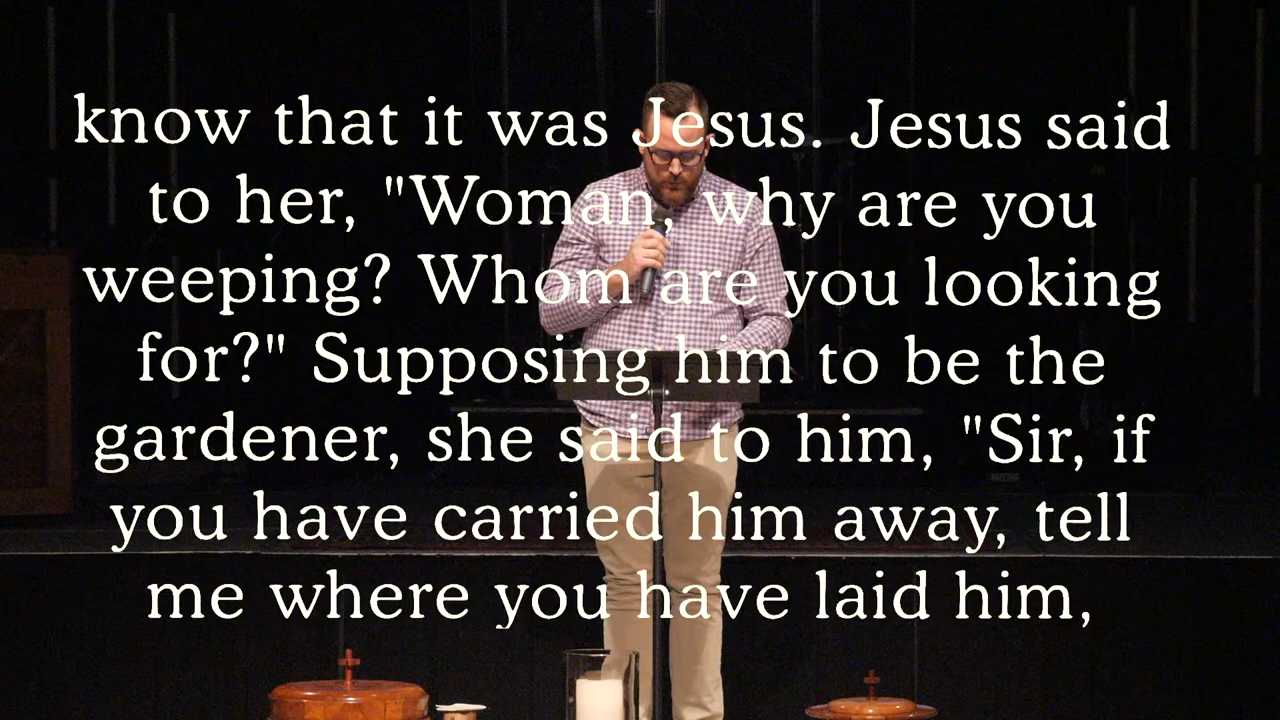 know that it was Jesus. Jesus said
to her, "Woman, why are you
weeping? Whom are you looking
for?" Supposing him to be the
gardener, she said to him, "Sir, if
you have carried him away, tell
me where you have laid him,